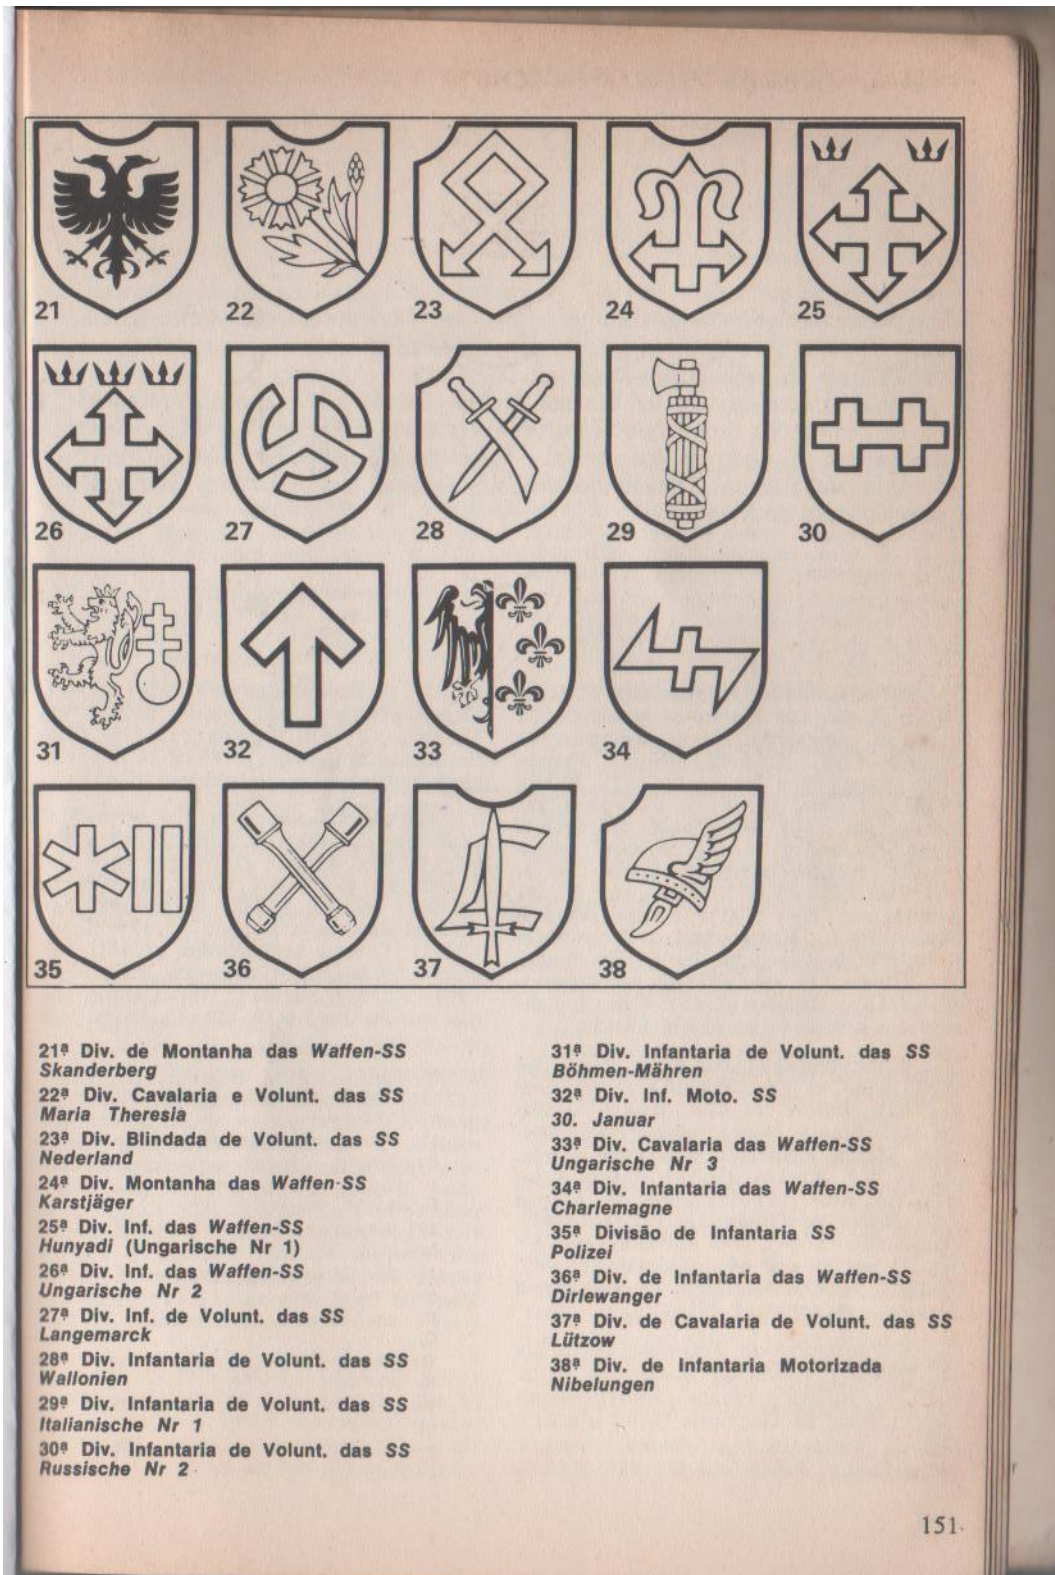 21
22
23
24
25
26
27
28
29
30
31
32
33
34
35
36
37
38
21ª Div. de Montanha das Waffen-SS
Skanderberg
22ª Div. Cavalaria e Volunt. das SS
Maria Theresia
23ª Div. Blindada de Volunt. das SS
Nederland
24ª Div. Montanha das Waffen-SS
Karstjäger
25ª Div. Inf. das Waffen-SS
Hunyadi (Ungarische Nr 1)
26ª Div. Inf. das Waffen-SS
Ungarische Nr 2
27ª Div. Inf. de Volunt. das SS
Langemarck
28ª Div. Infantaria de Volunt. das SS
Wallonien
29ª Div. Infantaria de Volunt. das SS
Italianische Nr 1
30ª Div. Infantaria de Volunt. das SS
Russische Nr 2
31ª Div. Infantaria de Volunt. das SS
Böhmen-Mähren
32ª Div. Inf. Moto. SS
30. Januar
33ª Div. Cavalaria das Waffen-SS
Ungarische Nr 3
34ª Div. Infantaria das Waffen-SS
Charlemagne
35ª Divisão de Infantaria SS
Polizei
36ª Div. de Infantaria das Waffen-SS
Dirlewanger
37ª Div. de Cavalaria de Volunt. das SS
Lützow
38ª Div. de Infantaria Motorizada
Nibelungen
151